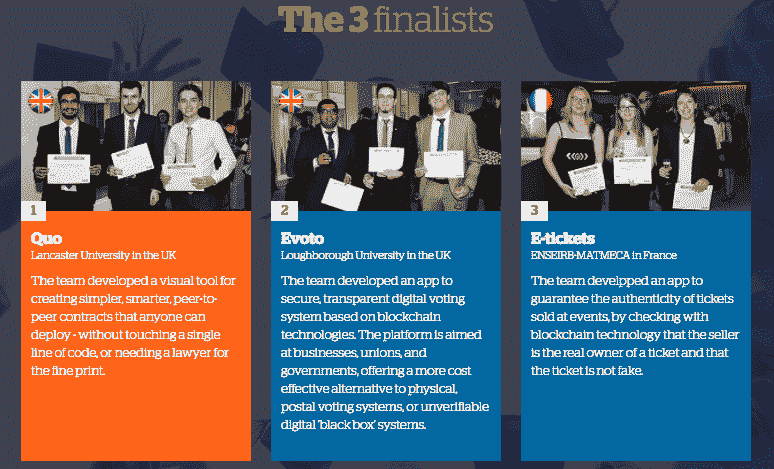 The 3 finalists
1
Quo
Lancaster University in the UK
The team developed a visual tool for
creating simpler, smarter, peer-to-
peer contracts that anyone can
deploy - without touching a single
line of code, or needing a lawyer for
the fine print.
2
Evoto
Loughborough University in the UK
The team developed an app to
secure, transparent digital voting
system based on blockchain
technologies. The platform is aimed
at businesses, unions, and
governments, offering a more cost
effective alternative to physical,
postal voting systems, or unverifiable
digital 'black box' systems.
3
E-tickets
ENSEIRB-MATMECA in France
The team develpped an app to
guarantee the authenticity of tickets
sold at events, by checking with
blockchain technology that the seller
is the real owner of a ticket and that
the ticket is not fake.